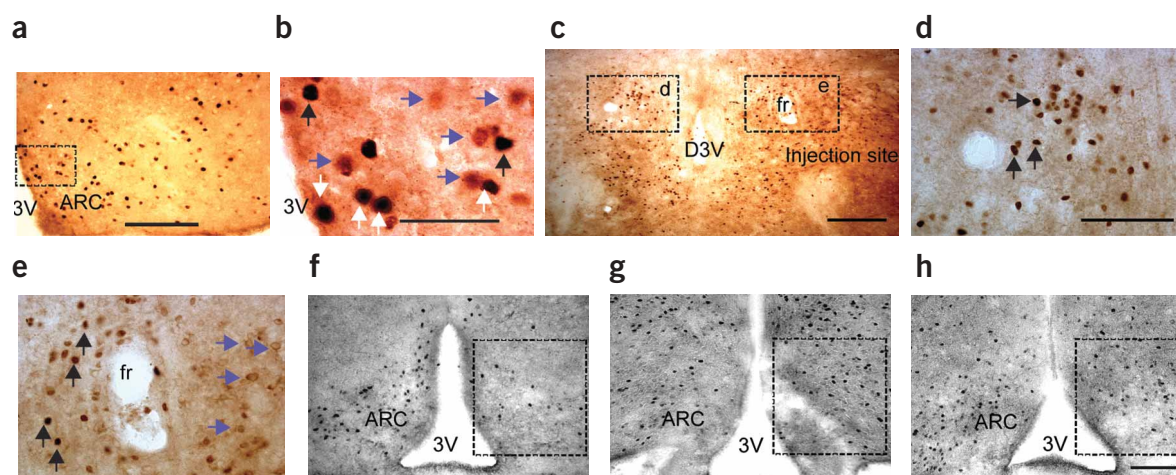 a
b
c
d
3V
ARC
3V
d
e
fr
D3V
Injection site
e
f
g
h
fr
ARC
3V
ARC
3V
ARC
3V